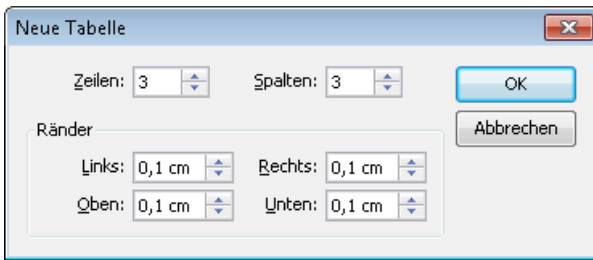 Neue Tabelle
Zeilen: 3 Spalten: 3 OK
Ränder Abbrechen
Links: 0,1 cm Rechts: 0,1 cm
Oben: 0,1 cm Unten: 0,1 cm